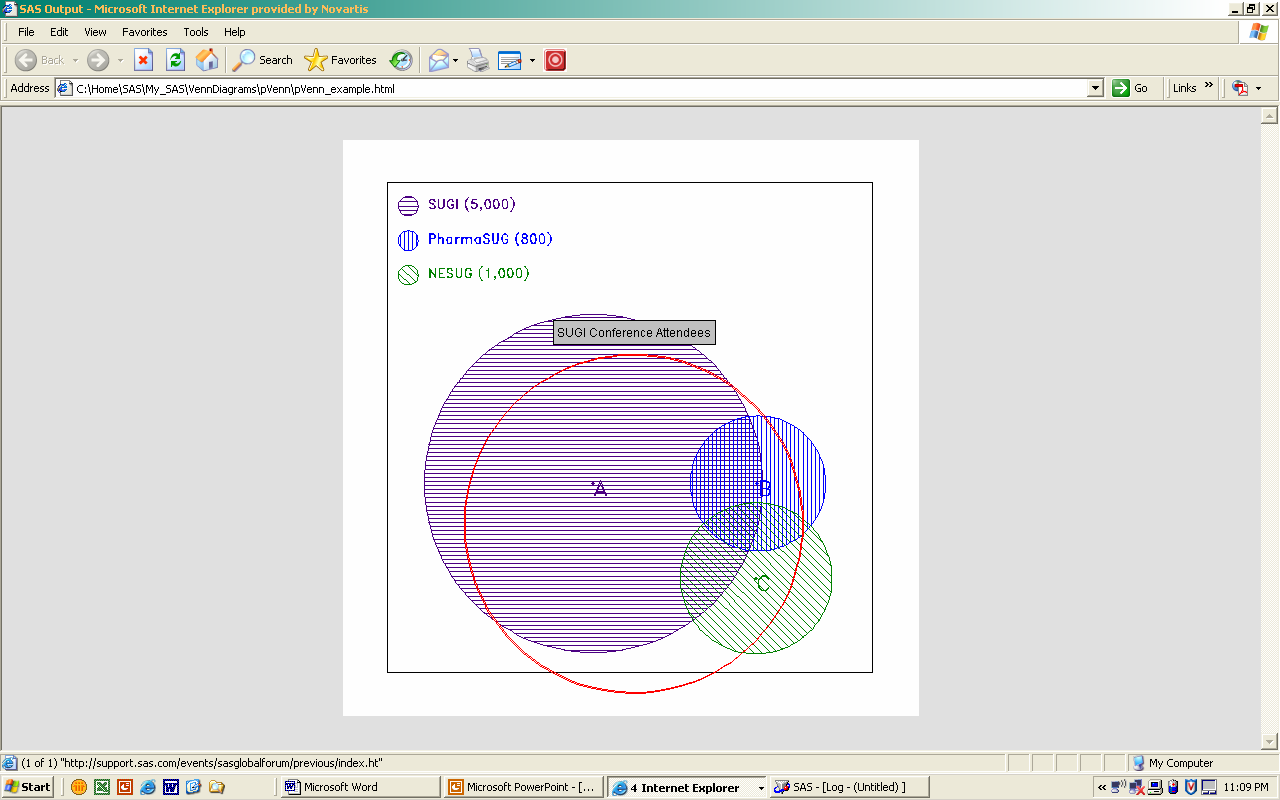 SAS Output - Microsoft Internet Explorer provided by Novartis
File Edit View Favorites Tools Help
Back Search Favorites
Address C:\Home\SAS\My_SAS\VennDiagrams\pVenn\pVenn_example.html Go Links »
SUGI (5,000)
PharmaSUG (800)
NESUG (1,000)
SUGI Conference Attendees
A
B
C
(1 of 1) "http://support.sas.com/events/sasglobalforum/previous/index.ht" My Computer
Start Microsoft Word Microsoft PowerPoint - [... 4 Internet Explorer SAS - [Log - (Untitled) ] « 11:09 PM